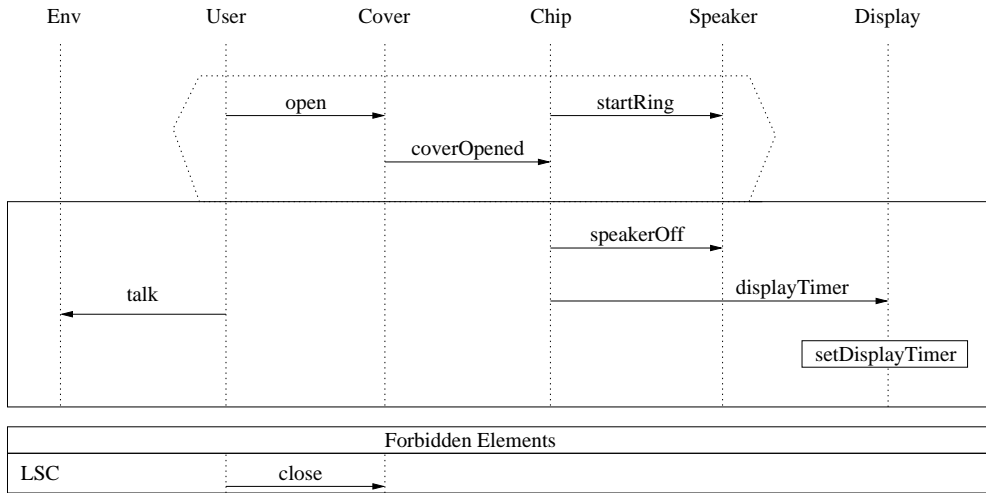 Env User Cover Chip Speaker Display
open startRing
coverOpened
speakerOff
displayTimer
talk
setDisplayTimer
Forbidden Elements
LSC close